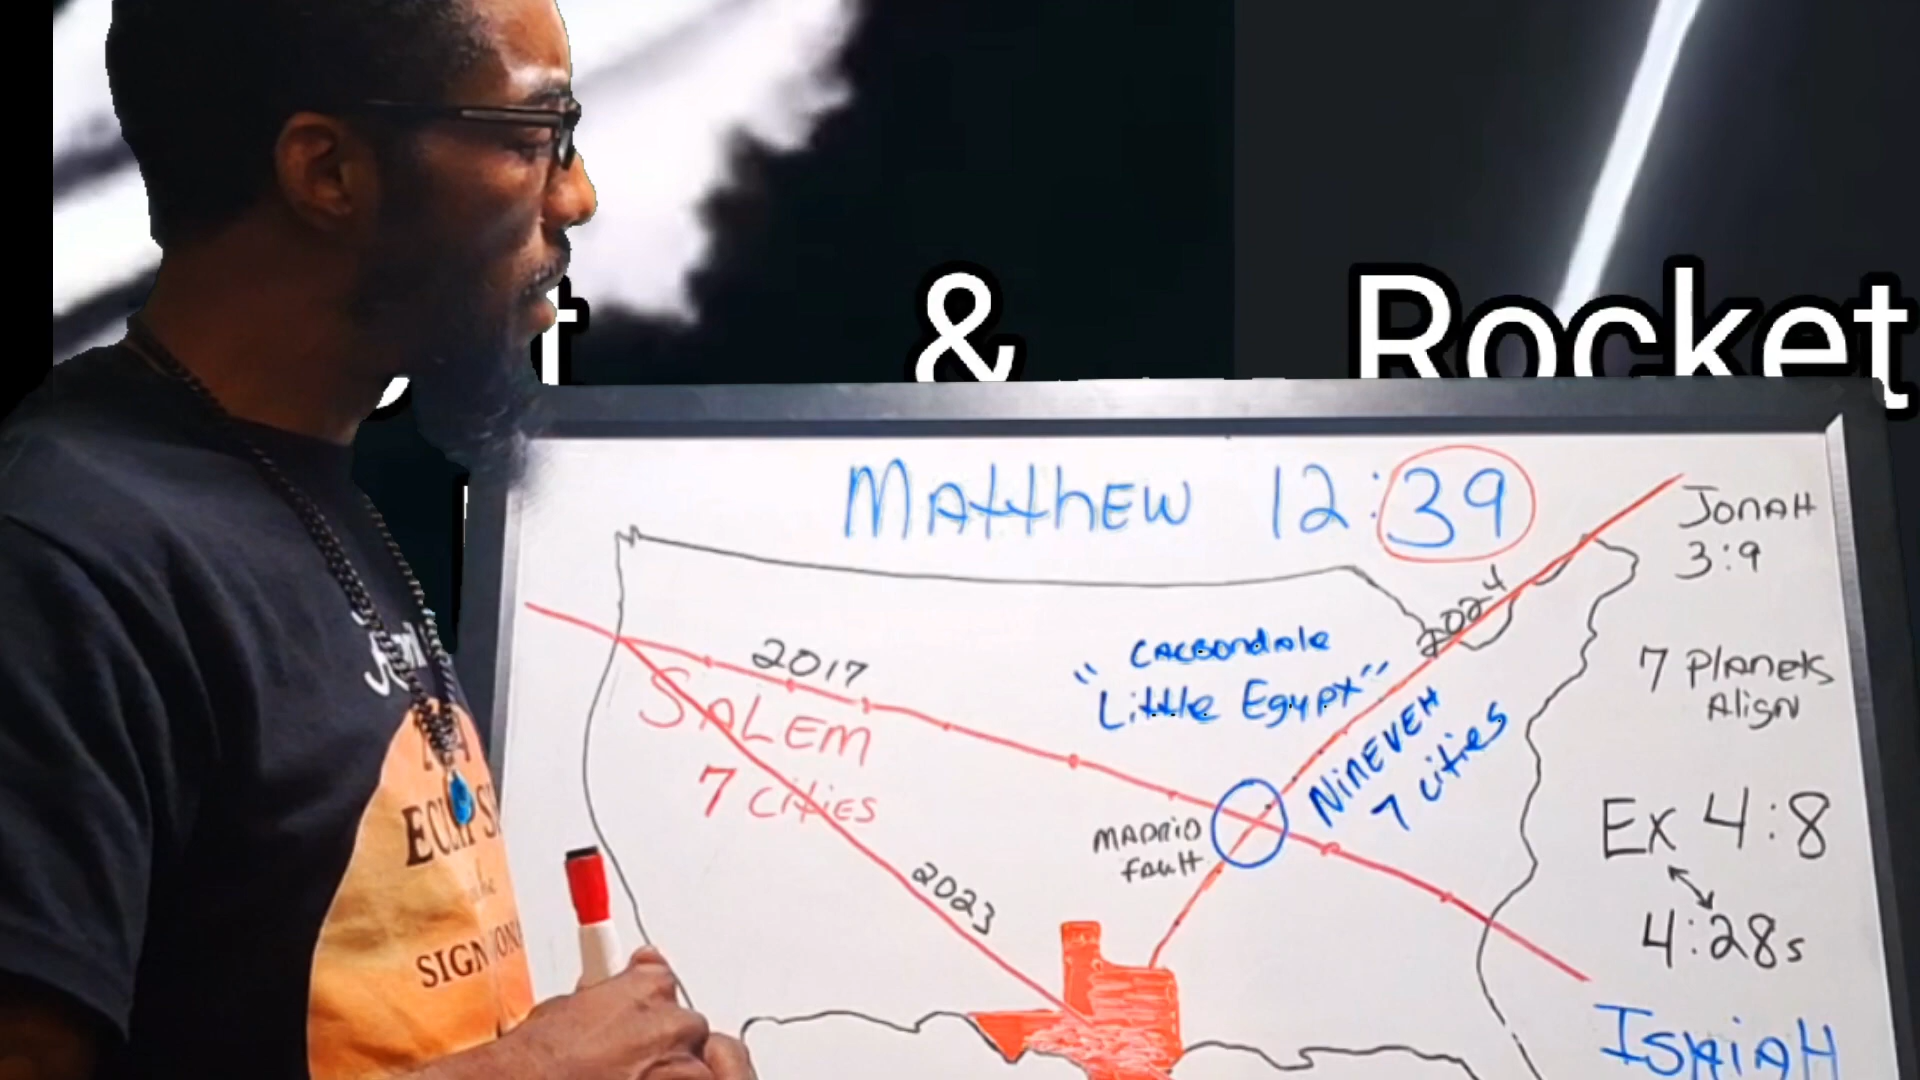 & Rocket
Matthew 12:39
Jonah
3:9
2024
2017
Carbondale
"Little Egypt"
SALEM
7 cities
7 Planets
Align
NINEVEH
7 cities
MADRID
fault
2023
Ex 4:8
4:28s
ISAIAH
SIGN